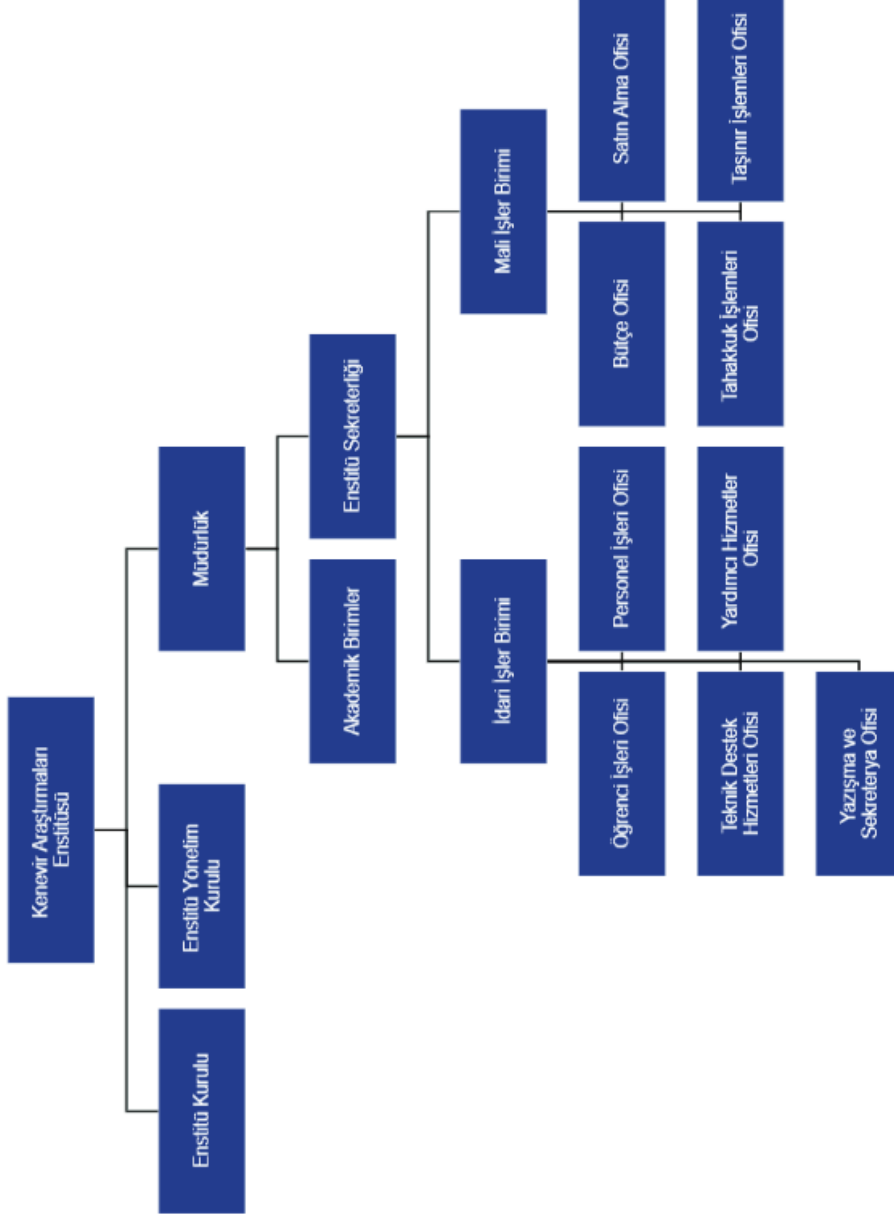 Kenevir Araştırmaları
Enstitüsü
Enstitü Kurulu
Enstitü Yönetim
Kurulu
Müdürlük
Akademik Birimler
Enstitü Sekreterliği
İdari İşler Birimi
Mali İşler Birimi
Öğrenci İşleri Ofisi
Personel İşleri Ofisi
Bütçe Ofisi
Satın Alma Ofisi
Teknik Destek
Hizmetleri Ofisi
Yardımcı Hizmetler
Ofisi
Tahakkuk İşlemleri
Ofisi
Taşınır İşlemleri Ofisi
Yazışma ve
Sekreterya Ofisi